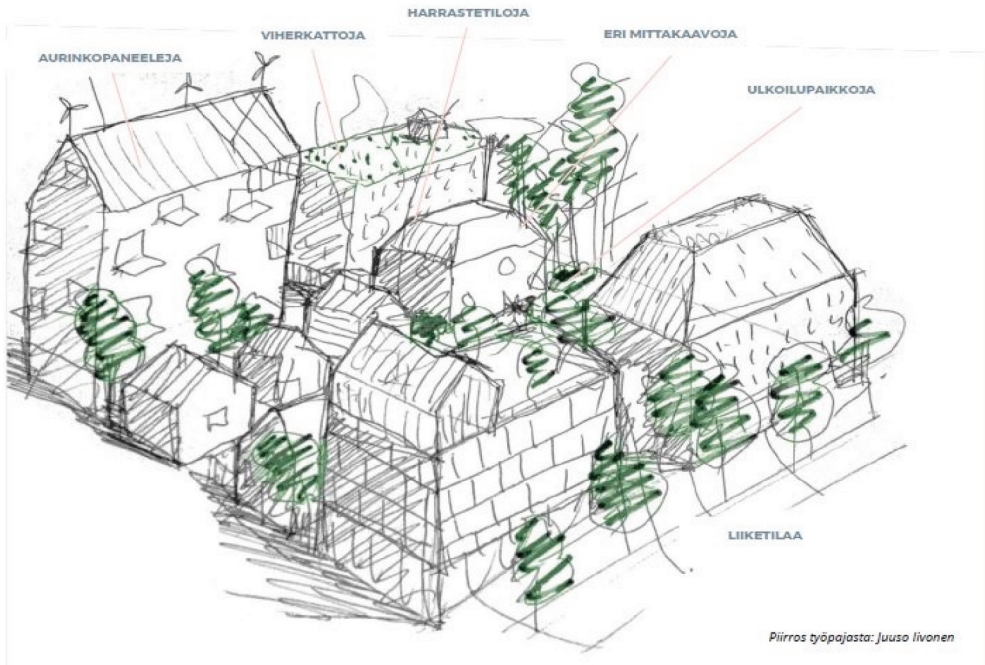 HARRASTETILOJA
VIHERKATTOJA
ERI MITTAKAAVOJA
AURINKOPANEELEJA
ULKOILUPAIKKOJA
LIIKETILAA
Piirros työpajasta: Juuso Iivonen